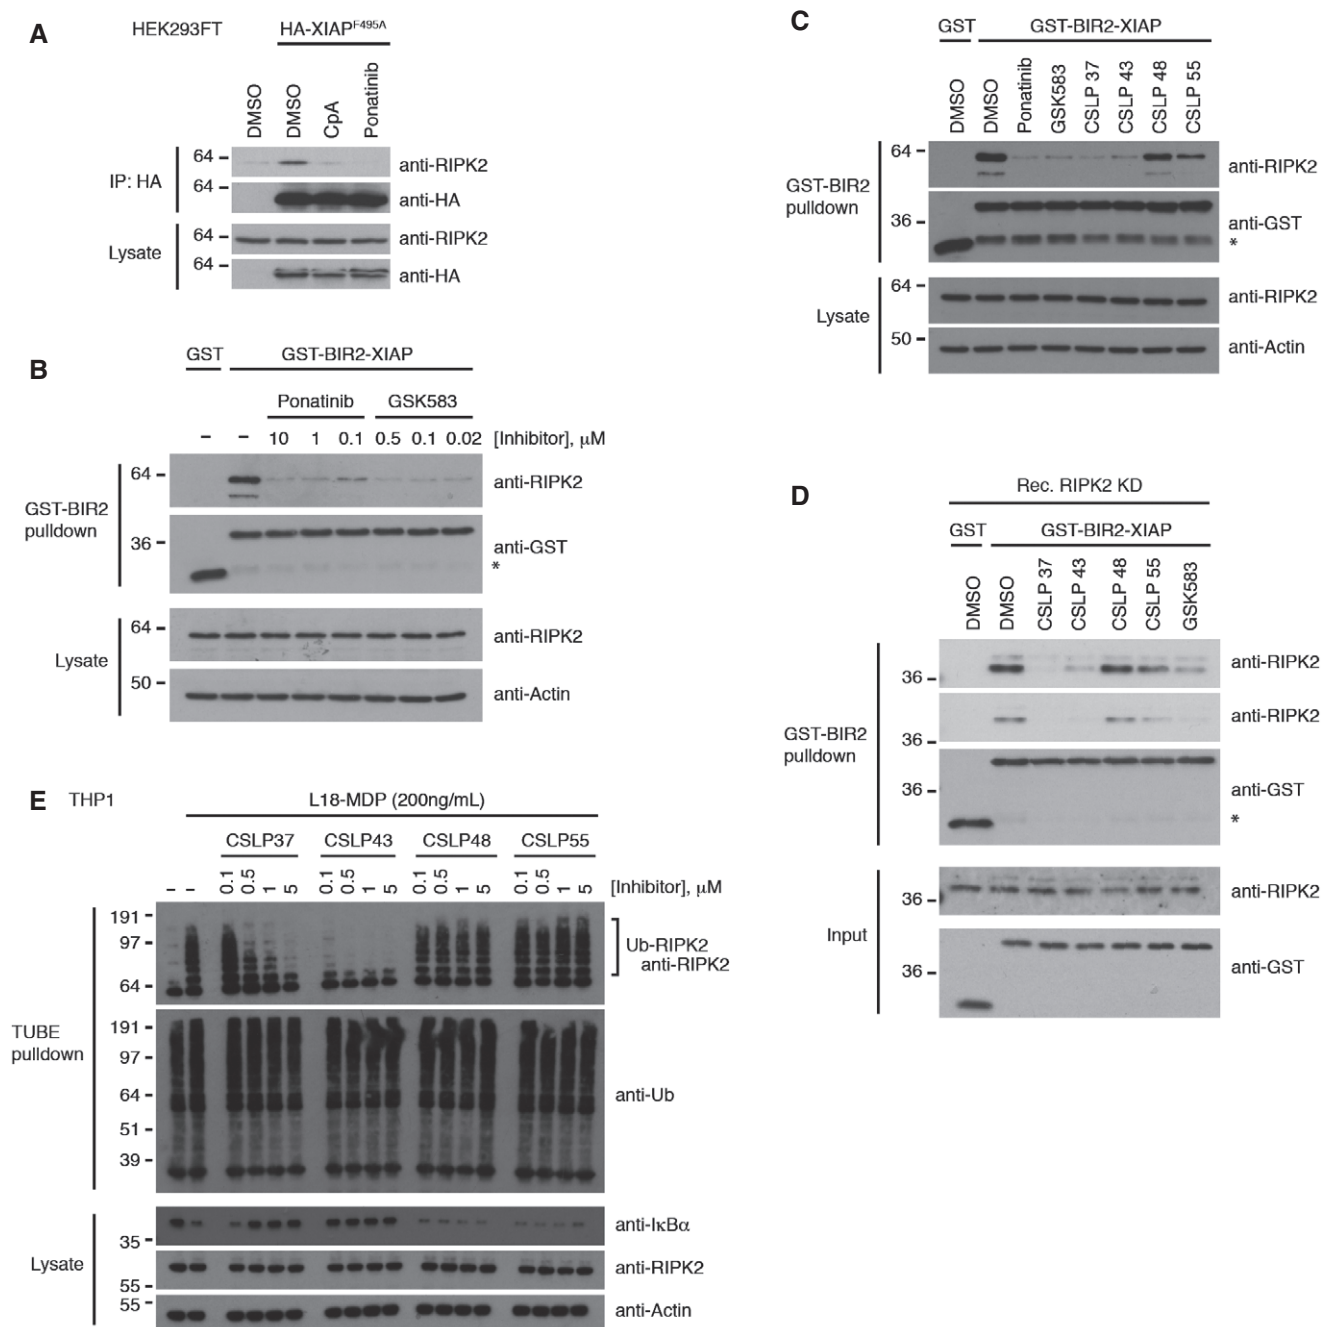 A
HEK293FT
HA-XIAPF495A
DMSO
DMSO
CpA
Ponatinib
IP: HA
64
anti-RIPK2
64
anti-HA
Lysate
64
anti-RIPK2
64
anti-HA
B
GST
GST-BIR2-XIAP
Ponatinib
GSK583
– – 10 1 0.1 0.5 0.1 0.02 [Inhibitor], μM
GST-BIR2
pulldown
64
anti-RIPK2
36
anti-GST
*
Lysate
64
anti-RIPK2
50
anti-Actin
C
GST
GST-BIR2-XIAP
DMSO
DMSO
Ponatinib
GSK583
CSLP 37
CSLP 43
CSLP 48
CSLP 55
GST-BIR2
pulldown
64
anti-RIPK2
36
anti-GST
*
Lysate
64
anti-RIPK2
50
anti-Actin
D
Rec. RIPK2 KD
GST
GST-BIR2-XIAP
DMSO
DMSO
CSLP 37
CSLP 43
CSLP 48
CSLP 55
GSK583
GST-BIR2
pulldown
36
anti-RIPK2
36
anti-RIPK2
36
anti-GST
*
Input
36
anti-RIPK2
36
anti-GST
E
THP1
L18-MDP (200ng/mL)
CSLP37
CSLP43
CSLP48
CSLP55
– – 0.1 0.5 1 5 0.1 0.5 1 5 0.1 0.5 1 5 0.1 0.5 1 5 [Inhibitor], μM
TUBE
pulldown
191
97
64
Ub-RIPK2
anti-RIPK2
191
97
64
51
39
anti-Ub
Lysate
35
anti-IκBα
55
anti-RIPK2
55
anti-Actin